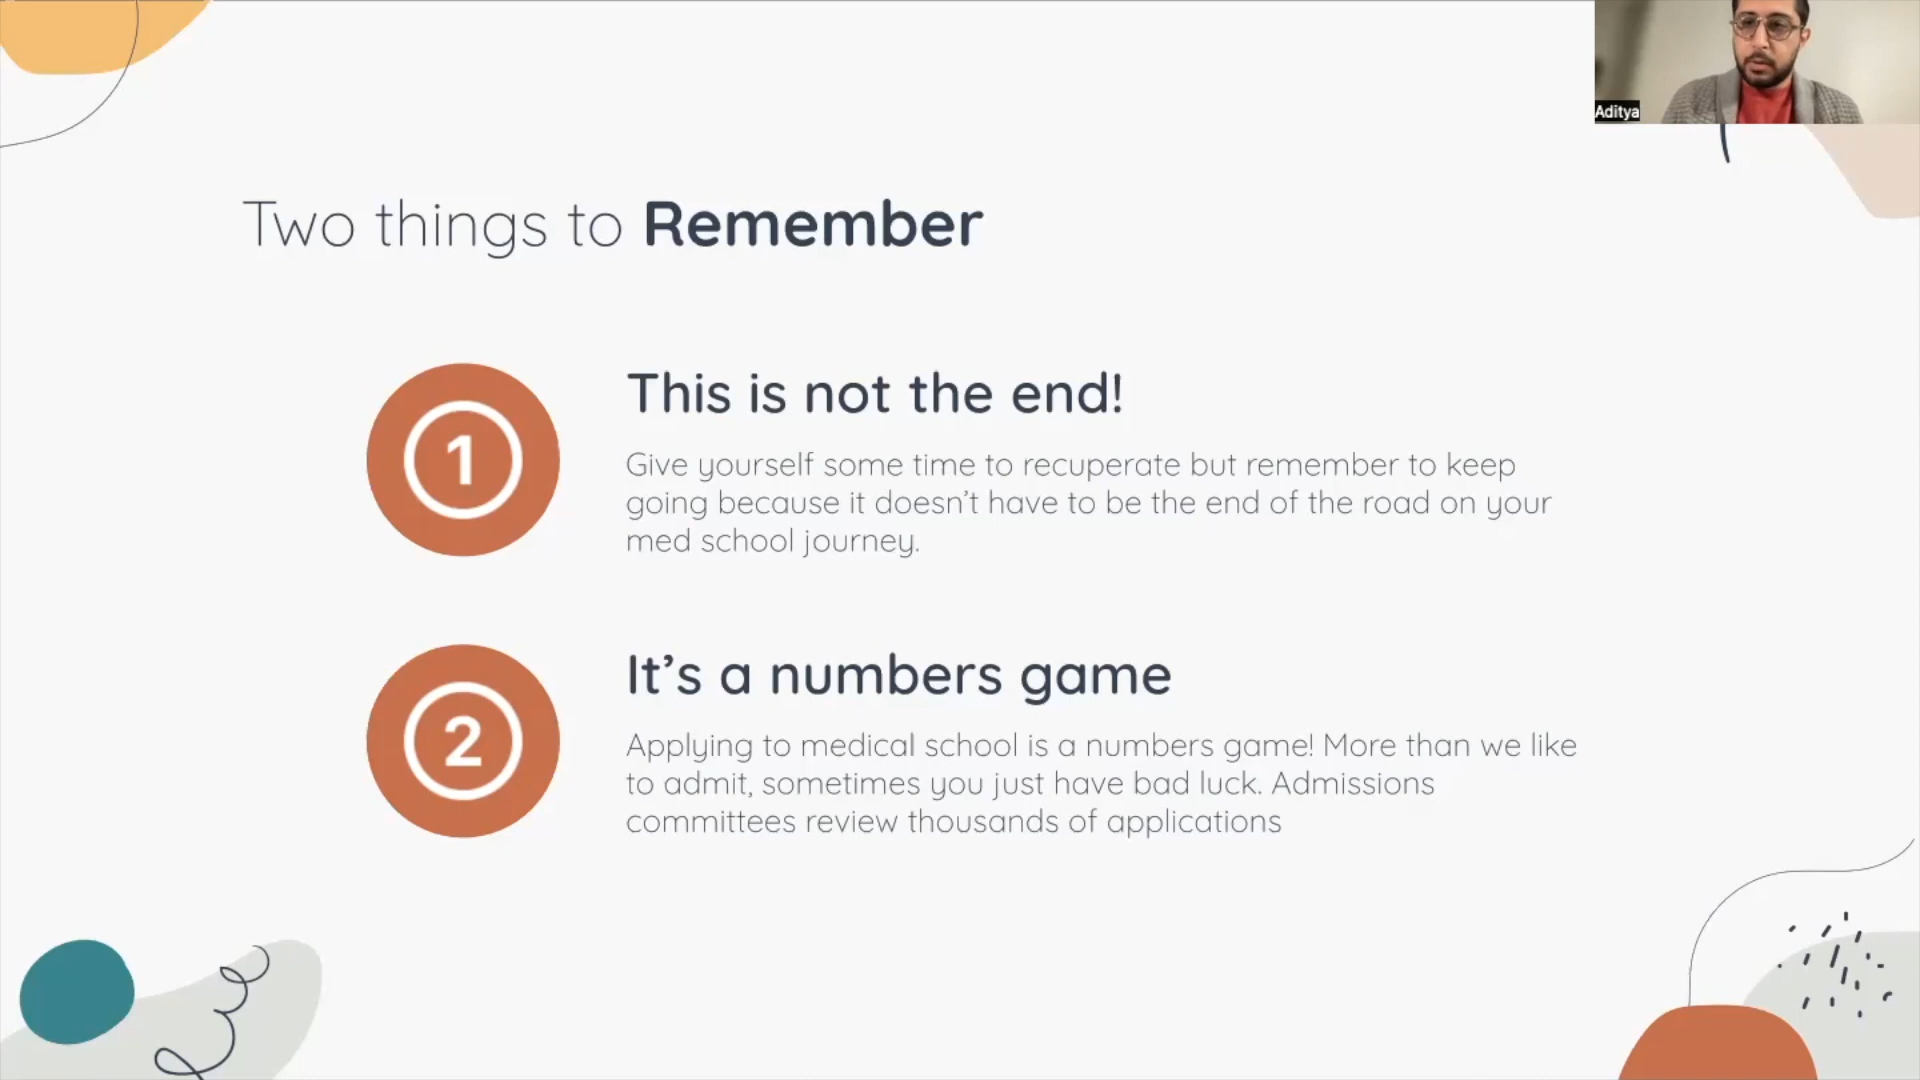 Aditya
Two things to Remember
1
This is not the end!
Give yourself some time to recuperate but remember to keep
going because it doesn’t have to be the end of the road on your
med school journey.
2
It’s a numbers game
Applying to medical school is a numbers game! More than we like
to admit, sometimes you just have bad luck. Admissions
committees review thousands of applications